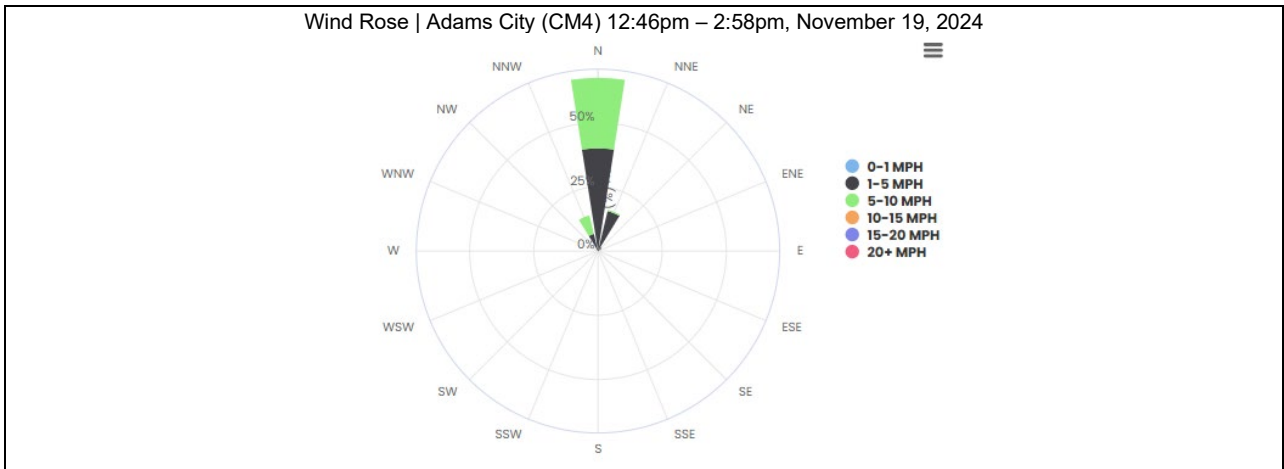 Wind Rose | Adams City (CM4) 12:46pm – 2:58pm, November 19, 2024
N
NNW
NNE
NW
NE
50%
WNW
ENE
25%
(%)
0%
W
E
WSW
ESE
SW
SE
SSW
SSE
S
0-1 MPH
1-5 MPH
5-10 MPH
10-15 MPH
15-20 MPH
20+ MPH